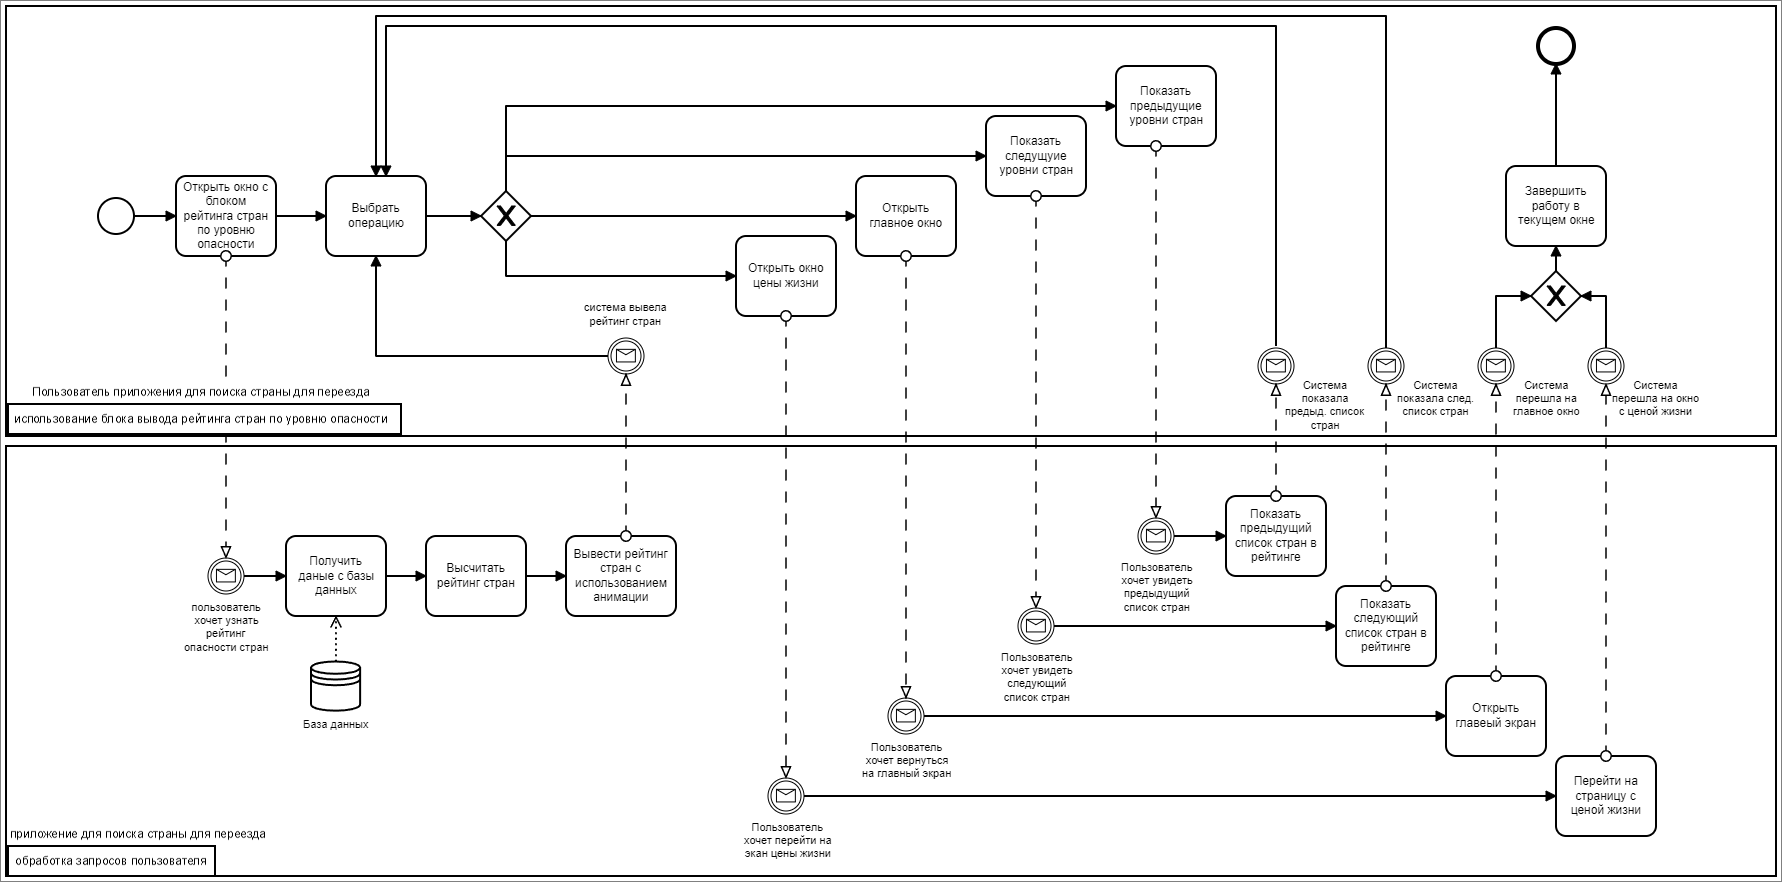 Показать
предыдущие
уровни стран
Показать
следущуие
уровни стран
Открыть окно с
блоком
рейтинга стран
по уровню
опасности
Выбрать
операцию
Открыть
главное окно
Завершить
работу в
текущем окне
Открыть окно
цены жизни
система вывела
рейтинг стран
Система
показала
предыд. список
стран
Система
показала след.
список стран
Система
перешла на
главное окно
Система
перешла на окно
с ценой жизни
Пользователь приложения для поиска страны для переезда
использование блока вывода рейтинга стран по уровню опасности
Показать
предыдущий
список стран в
рейтинге
Получить
даные с базы
данных
Высчитать
рейтинг стран
Вывести рейтинг
стран с
использованием
анимации
Пользователь
хочет увидеть
предыдущий
список стран
пользователь
хочет узнать
рейтинг
опасности стран
Показать
следующий
список стран в
рейтинге
Пользователь
хочет увидеть
следующий
список стран
База данных
Открыть
главеый экран
Пользователь
хочет вернуться
на главный экран
Перейти на
страницу с
ценой жизни
Пользователь
хочет перейти на
экан цены жизни
приложение для поиска страны для переезда
обработка запросов пользователя